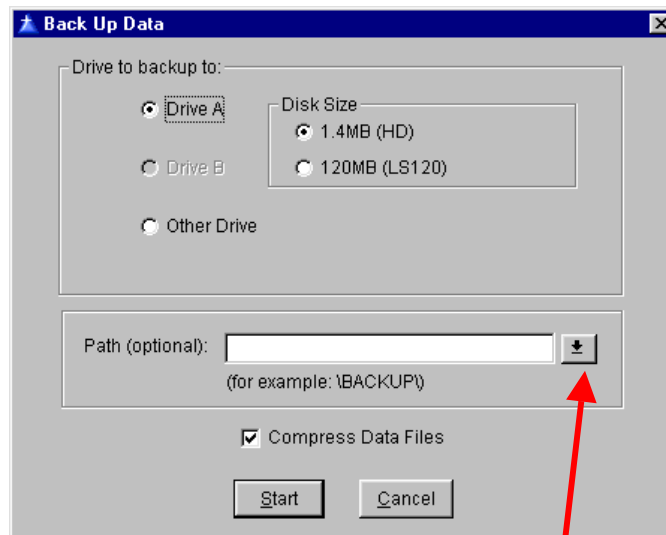 Back Up Data
Drive to backup to:
Drive A
Disk Size
1.4MB (HD)
Drive B
120MB (LS120)
Other Drive
Path (optional):
(for example: \BACKUP\)
Compress Data Files
Start Cancel